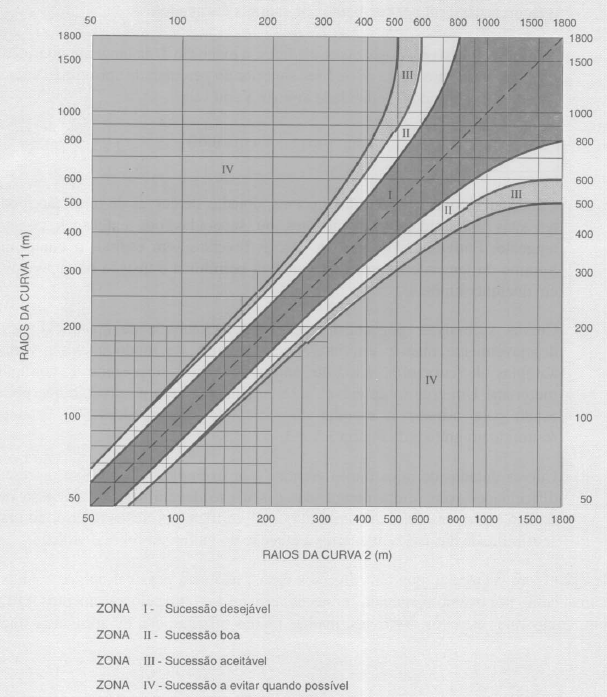 50 100 200 300 400 500 600 800 1000 1500 1800
1800 1800
1500 1500
III
1000 1000
II
800 800
IV
600 600
I III
500 II 500
400 400
300 300
RAIOS DA CURVA 1 (m)
200 200
IV
100 100
50 50
50 100 200 300 400 500 600 800 1000 1500 1800
RAIOS DA CURVA 2 (m)
ZONA I - Sucessão desejável
ZONA II - Sucessão boa
ZONA III - Sucessão aceitável
ZONA IV - Sucessão a evitar quando possível